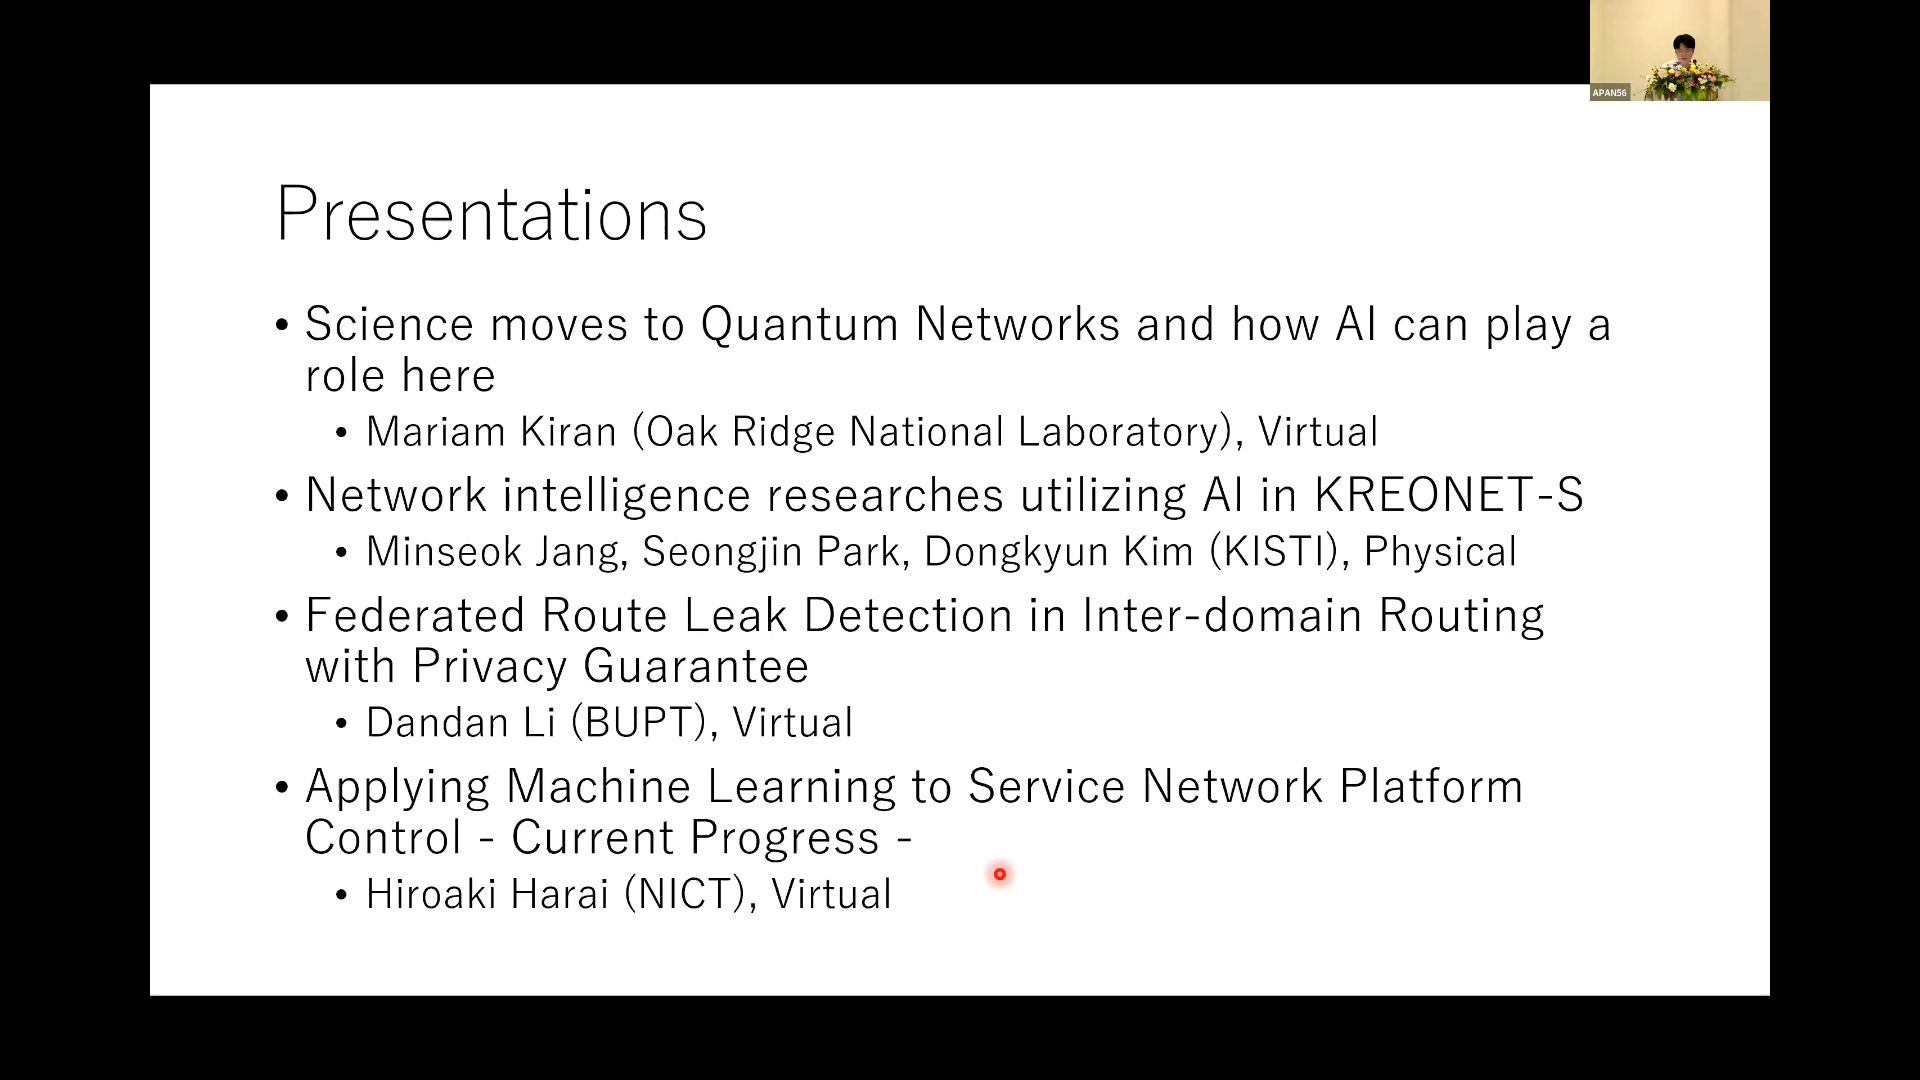 APAN56
Presentations
• Science moves to Quantum Networks and how AI can play a
role here
• Mariam Kiran (Oak Ridge National Laboratory), Virtual
• Network intelligence researches utilizing AI in KREONET-S
• Minseok Jang, Seongjin Park, Dongkyun Kim (KISTI), Physical
• Federated Route Leak Detection in Inter-domain Routing
with Privacy Guarantee
• Dandan Li (BUPT), Virtual
• Applying Machine Learning to Service Network Platform
Control - Current Progress -
• Hiroaki Harai (NICT), Virtual